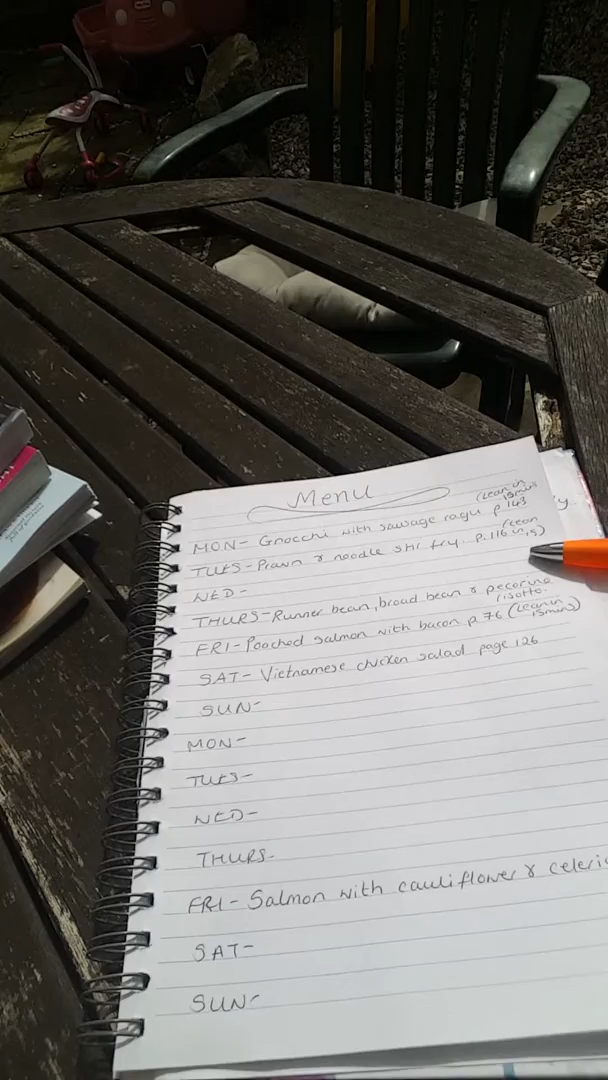 Menu
(Lean in
15mins
MON- Gnocchi with sausage ragu p 143
(lean
TUES- Prawn & noodle stir fry. p.116 in 15)
WED-
THURS- Runner bean, broad bean & pecorino
risotto.
FRI- Poached salmon with bacon p 76 (Lean in
15mins)
SAT- Vietnamese chicken salad page 126
SUN-
MON-
TUES-
WED-
THURS-
FRI- Salmon with cauliflower &
SAT-
SUN-